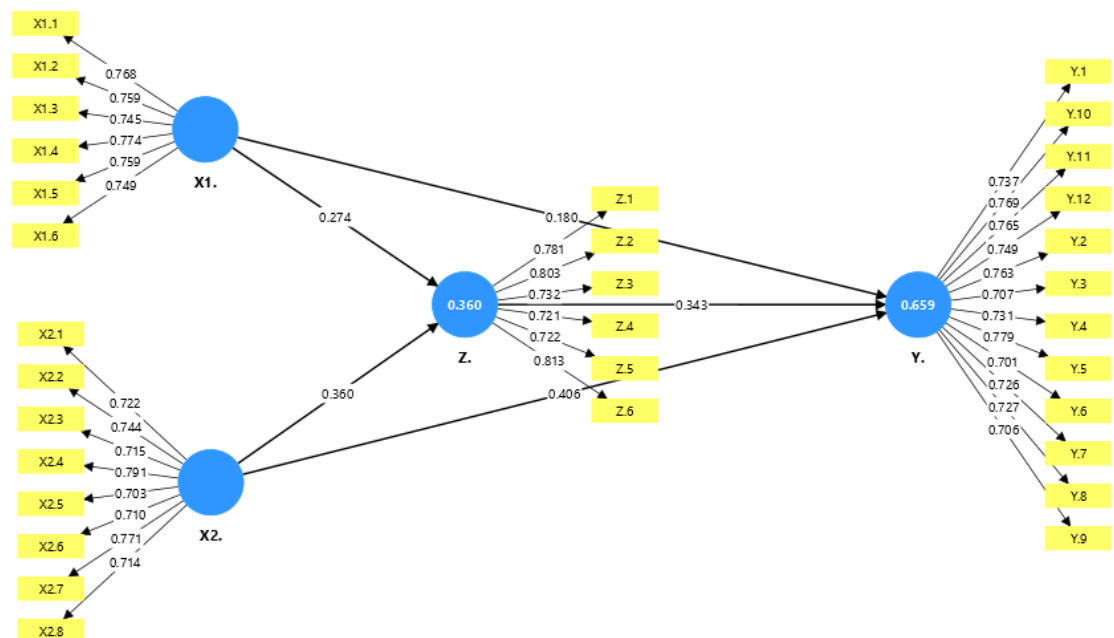 X1.1
X1.2
X1.3
X1.4
X1.5
X1.6
0.768
0.759
0.745
0.774
0.759
0.749
X1.
0.274
0.180
X2.1
X2.2
X2.3
X2.4
X2.5
X2.6
X2.7
X2.8
0.722
0.744
0.715
0.791
0.703
0.710
0.771
0.714
X2.
0.360
0.406
0.360
Z.
0.781
0.803
0.732
0.721
0.722
0.813
Z.1
Z.2
Z.3
Z.4
Z.5
Z.6
0.343
0.659
Y.
0.737
0.769
0.765
0.749
0.763
0.707
0.731
0.779
0.701
0.726
0.727
0.706
Y.1
Y.10
Y.11
Y.12
Y.2
Y.3
Y.4
Y.5
Y.6
Y.7
Y.8
Y.9